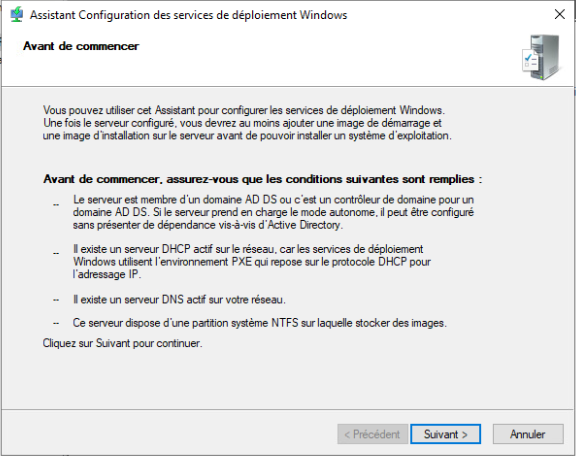 Assistant Configuration des services de déploiement Windows
Avant de commencer
Vous pouvez utiliser cet Assistant pour configurer les services de déploiement Windows.
Une fois le serveur configuré, vous devrez au moins ajouter une image de démarrage et
une image d'installation sur le serveur avant de pouvoir installer un système d'exploitation.
Avant de commencer, assurez-vous que les conditions suivantes sont remplies :
-- Le serveur est membre d'un domaine AD DS ou c'est un contrôleur de domaine pour un
domaine AD DS. Si le serveur prend en charge le mode autonome, il peut être configuré
sans présenter de dépendance vis-à-vis d'Active Directory.
-- Il existe un serveur DHCP actif sur le réseau, car les services de déploiement
Windows utilisent l'environnement PXE qui repose sur le protocole DHCP pour
l'adressage IP.
-- Il existe un serveur DNS actif sur votre réseau.
-- Ce serveur dispose d'une partition système NTFS sur laquelle stocker des images.
Cliquez sur Suivant pour continuer.
< Précédent Suivant > Annuler